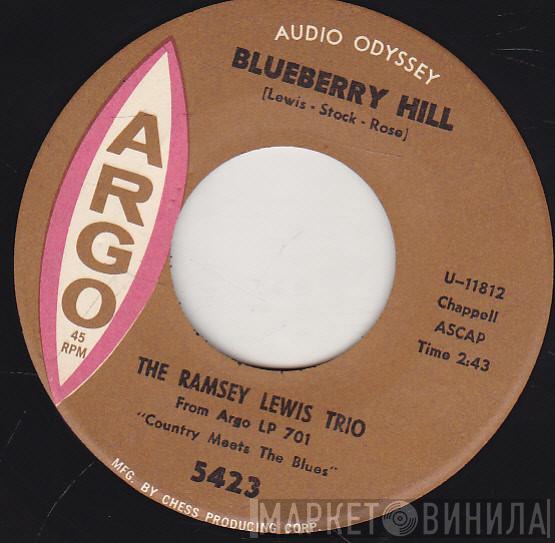 AUDIO ODYSSEY
BLUEBERRY HILL
[Lewis - Stock - Rose]
ARGO
45
RPM
U-11812
Chappell
ASCAP
Time 2:43
THE RAMSEY LEWIS TRIO
From Argo LP 701
"Country Meets The Blues"
5423
MFG. BY CHESS PRODUCING CORP.
МАРКЕТ ВИНИЛА